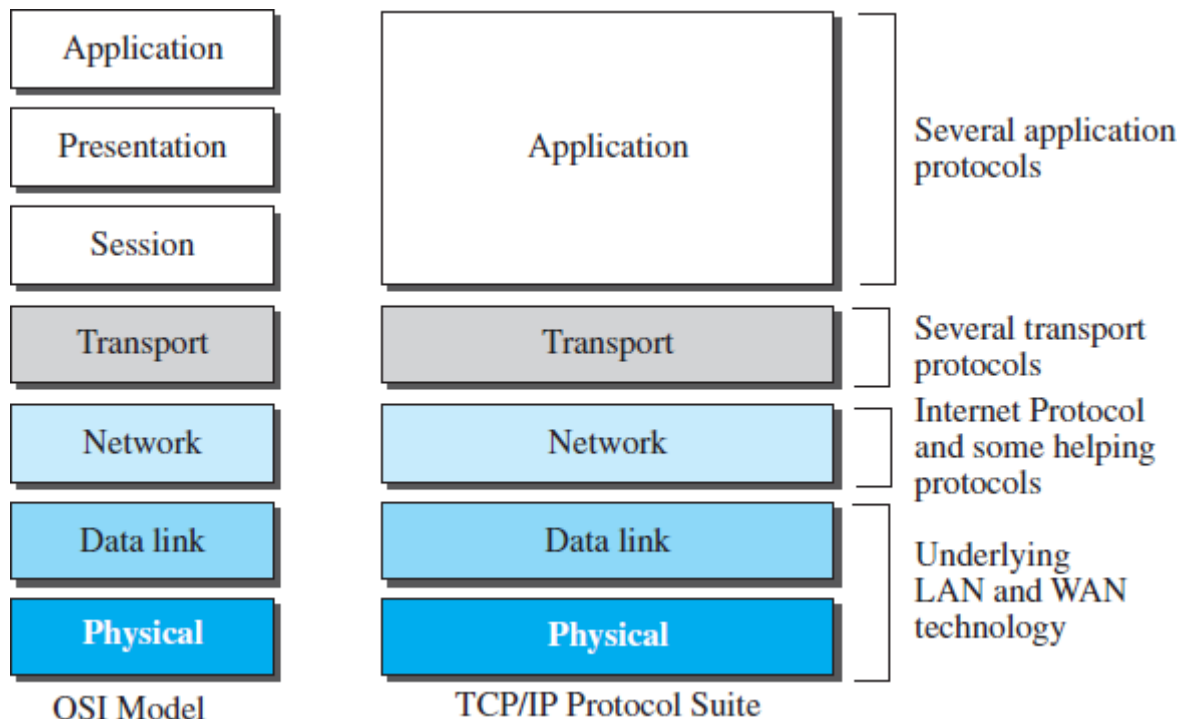 Application
Presentation
Session
Transport
Network
Data link
Physical
OSI Model
Application
Transport
Network
Data link
Physical
TCP/IP Protocol Suite
Several application
protocols
Several transport
protocols
Internet Protocol
and some helping
protocols
Underlying
LAN and WAN
technology